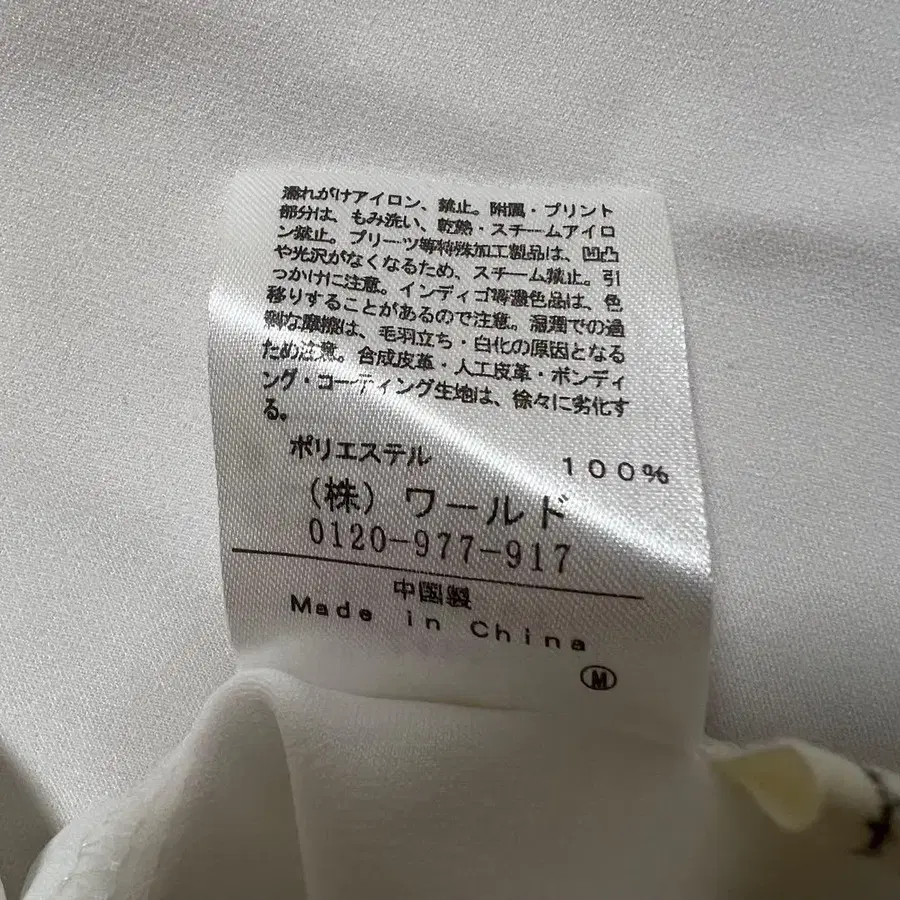 濡れがけアイロン、禁止。附属・プリント
部分は、もみ洗い、乾熱・スチームアイロ
ン禁止。プリーツ等特殊加工製品は、凹凸
や光沢がなくなるため、スチーム禁止。引
っかけに注意。インディゴ等濃色品は、色
移りすることがあるので注意。湿潤での過
剰な摩擦は、毛羽立ち・白化の原因となる
ため注意。合成皮革・人工皮革・ボンディ
ング・コーティング生地は、徐々に劣化す
る。
ポリエステル 100%
(株) ワールド
0120-977-917
中国製
Made in China
Ⓜ